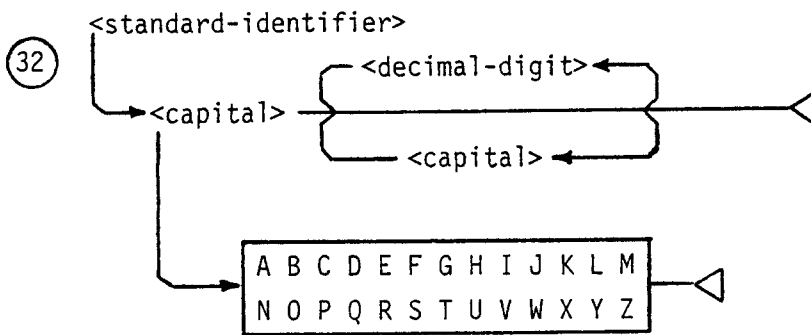 <standard-identifier>
32
<decimal-digit>
<capital>
<capital>
A B C D E F G H I J K L M
N O P Q R S T U V W X Y Z